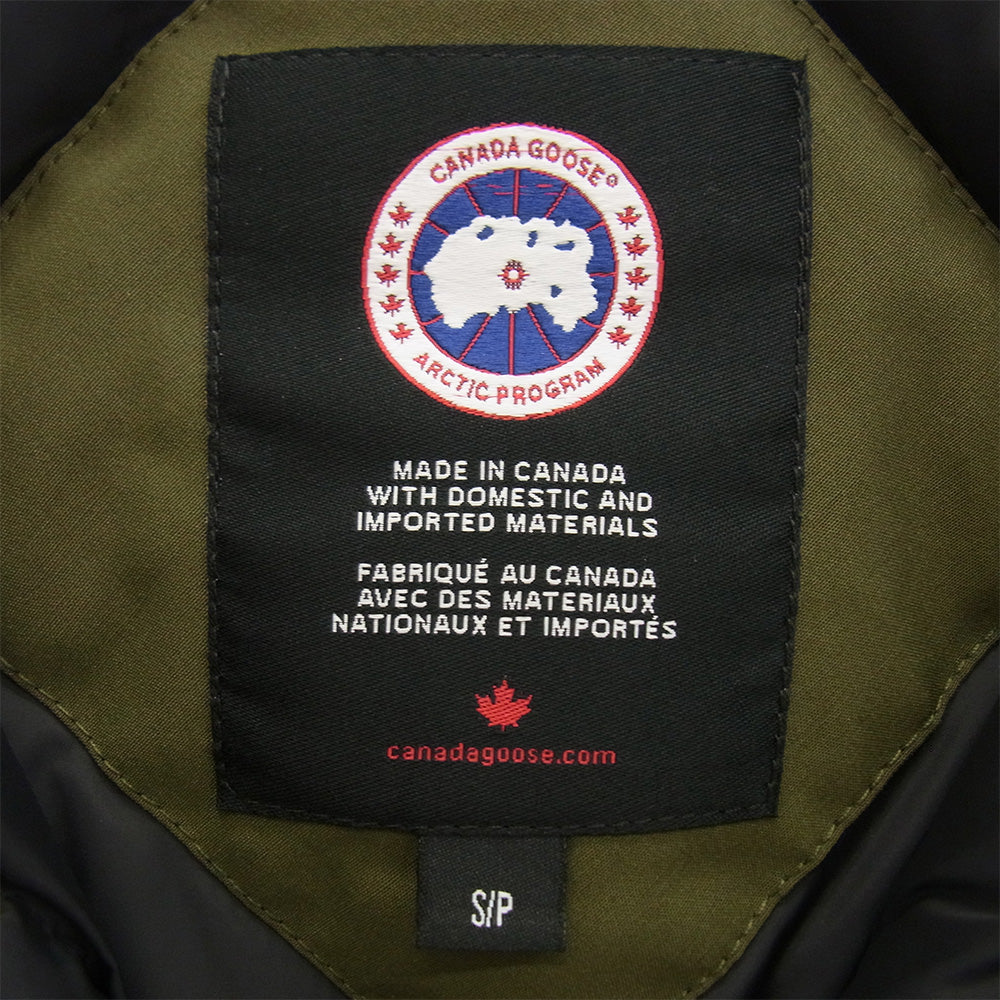 CANADA GOOSE®
ARCTIC PROGRAM
MADE IN CANADA
WITH DOMESTIC AND
IMPORTED MATERIALS
FABRIQUÉ AU CANADA
AVEC DES MATERIAUX
NATIONAUX ET IMPORTÉS
canadagoose.com
S/P